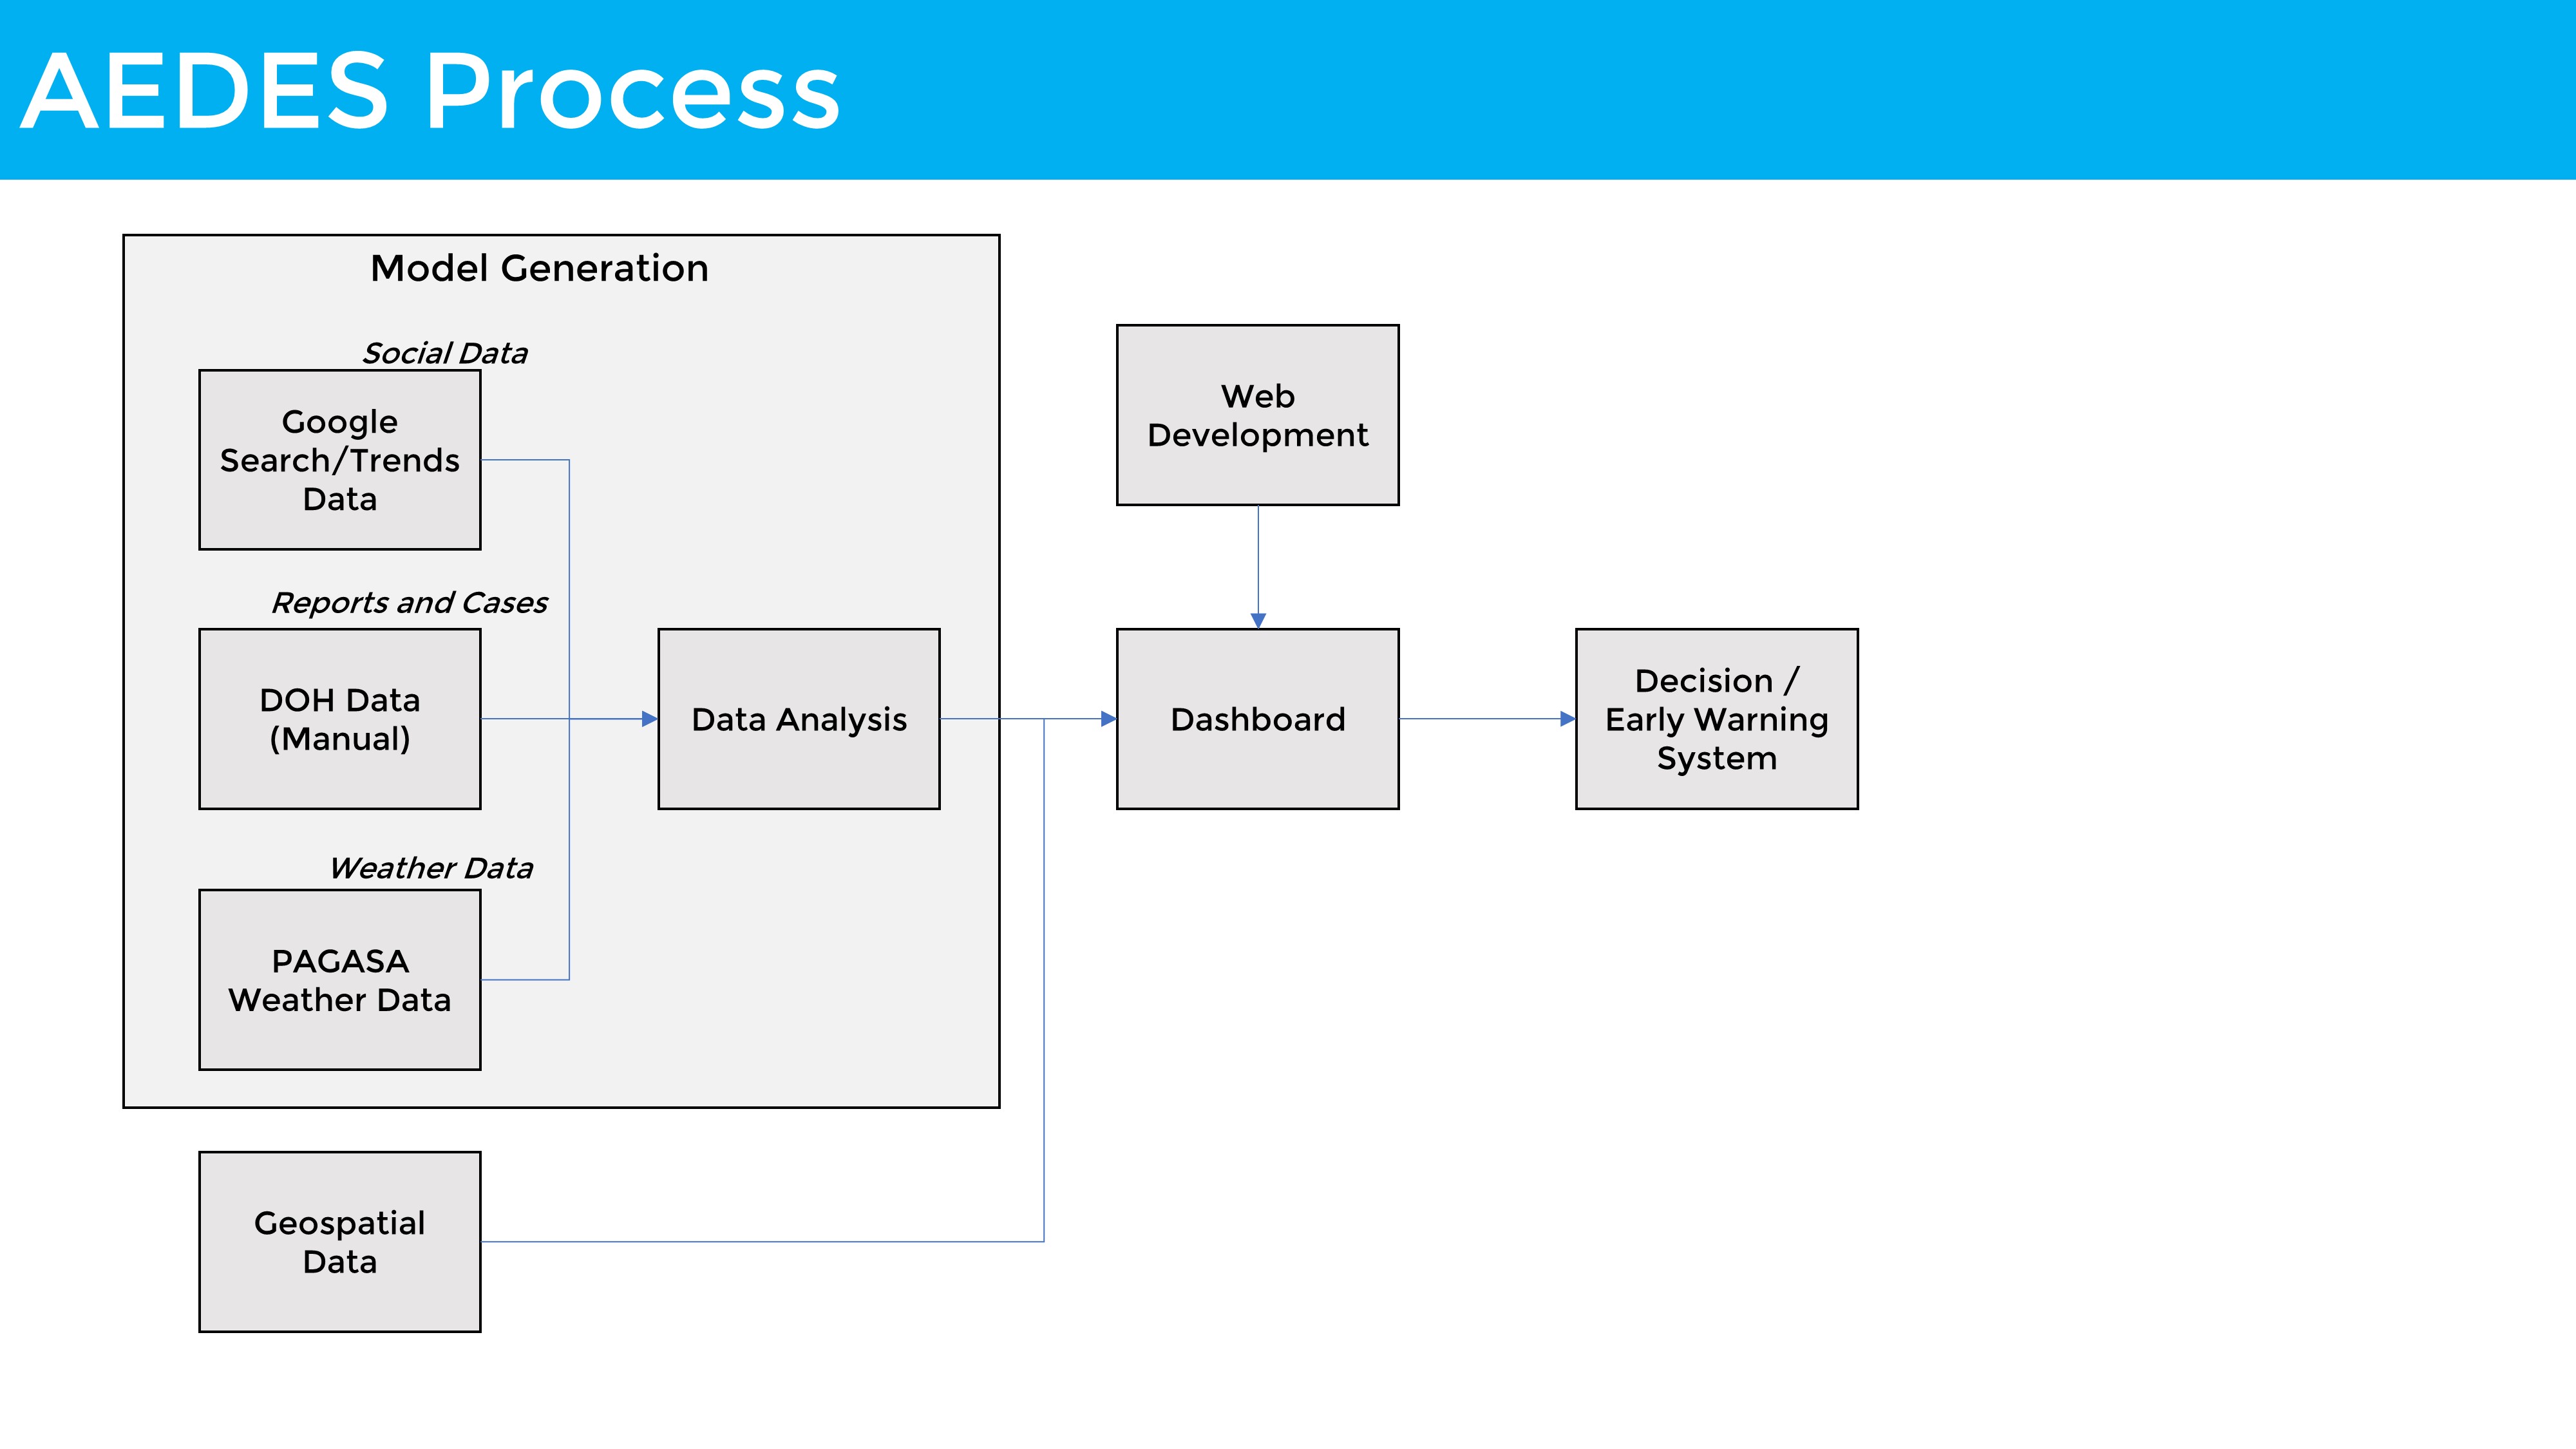 AEDES Process
Model Generation
Social Data
Google
Search/Trends
Data
Reports and Cases
DOH Data
(Manual)
Weather Data
PAGASA
Weather Data
Data Analysis
Geospatial
Data
Web
Development
Dashboard
Decision /
Early Warning
System